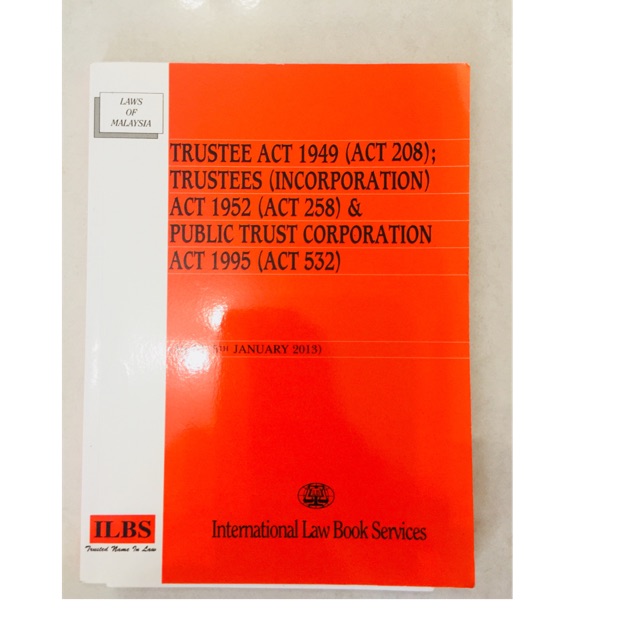 LAWS
OF
MALAYSIA
TRUSTEE ACT 1949 (ACT 208);
TRUSTEES (INCORPORATION)
ACT 1952 (ACT 258) &
PUBLIC TRUST CORPORATION
ACT 1995 (ACT 532)
JANUARY 2013)
ILBS
Trusted Name In Law
International Law Book Services